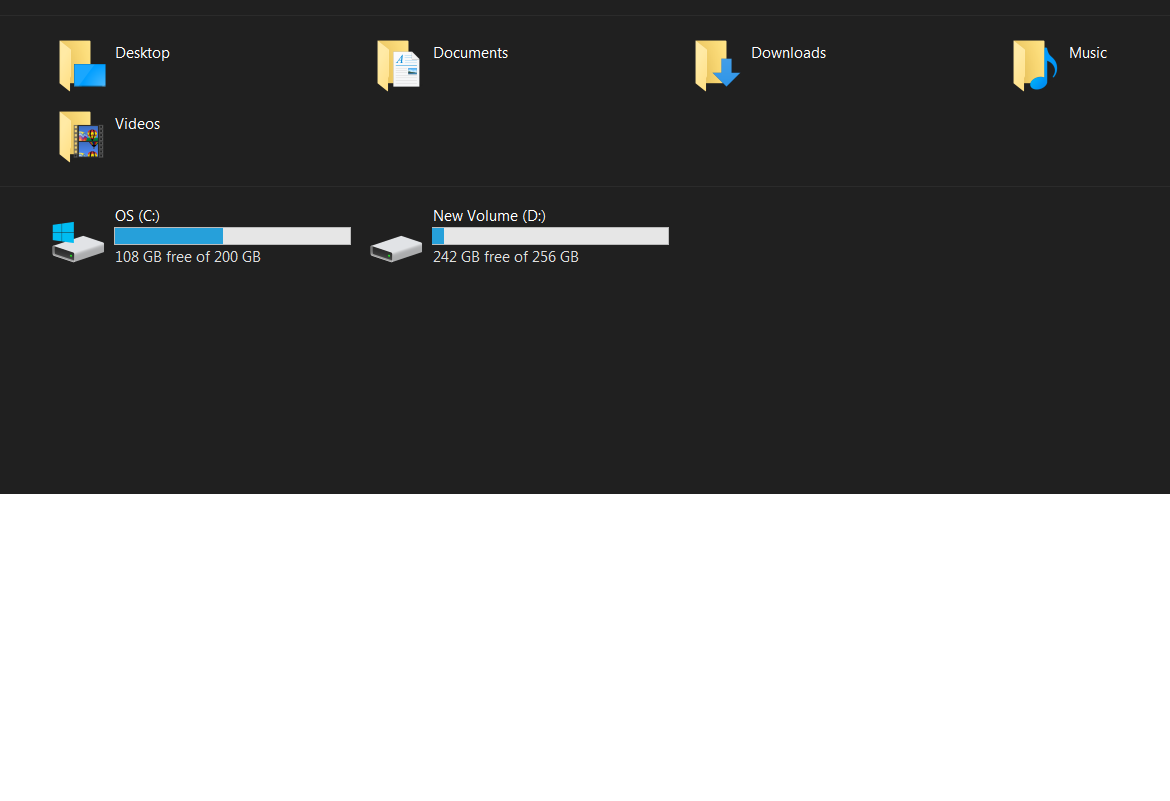 Desktop
Documents
Downloads
Music
Videos
OS (C:)
108 GB free of 200 GB
New Volume (D:)
242 GB free of 256 GB